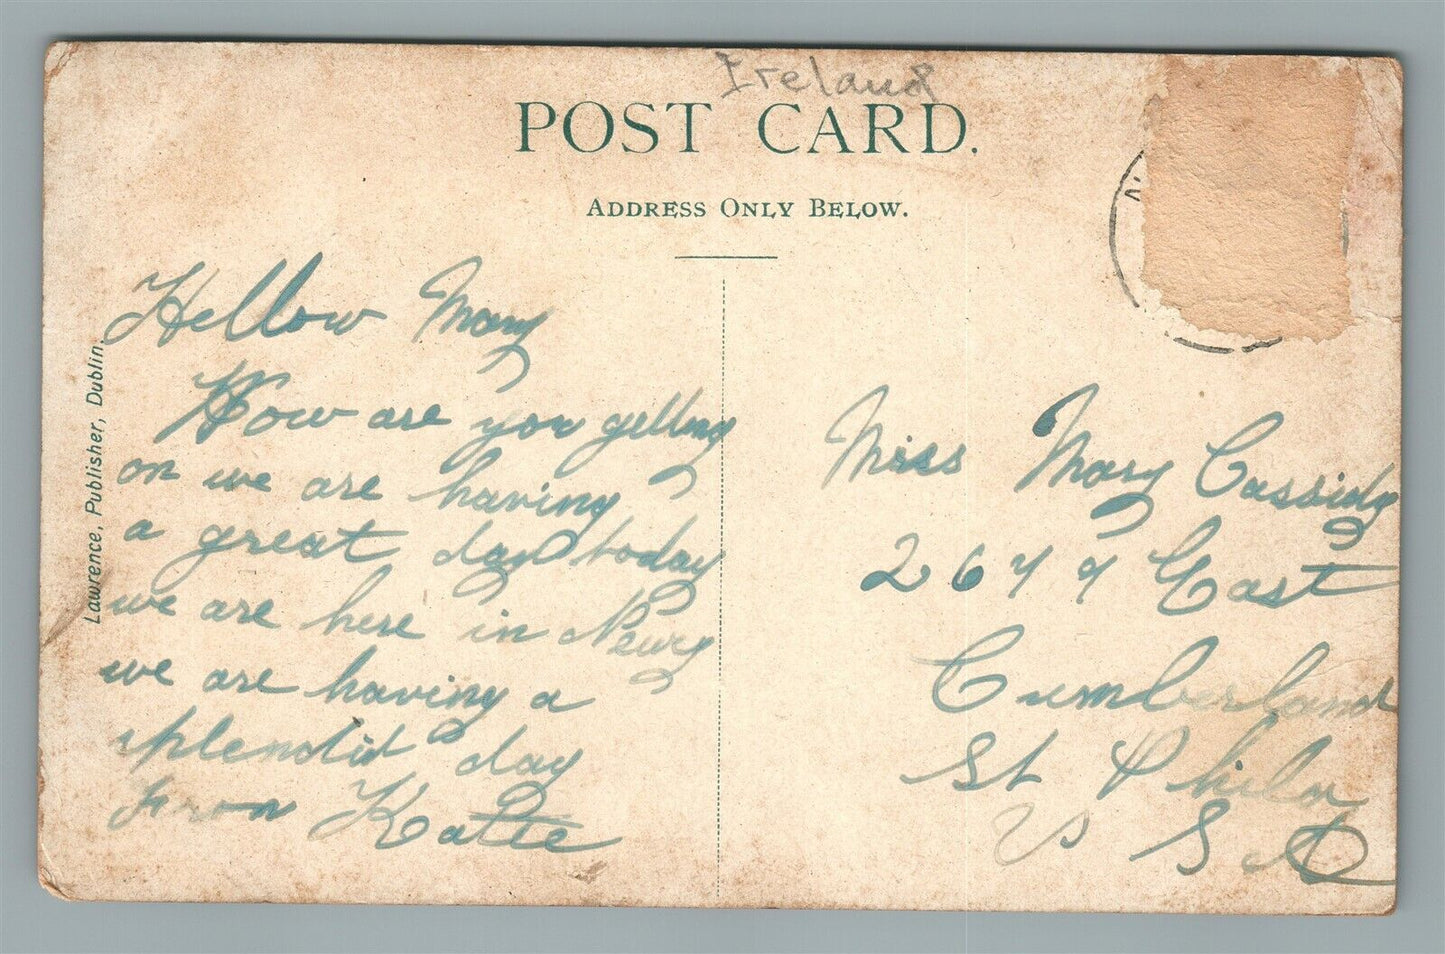 Ireland
POST CARD.
ADDRESS ONLY BELOW.
Lawrence, Publisher, Dublin.
Hellow Mary
How are you getting
on we are having
a great day today
we are here in Newry
we are having a
splendid day
from Katie
Miss Mary Cassidy
2679 East
Cumberland
St Phila
U S A